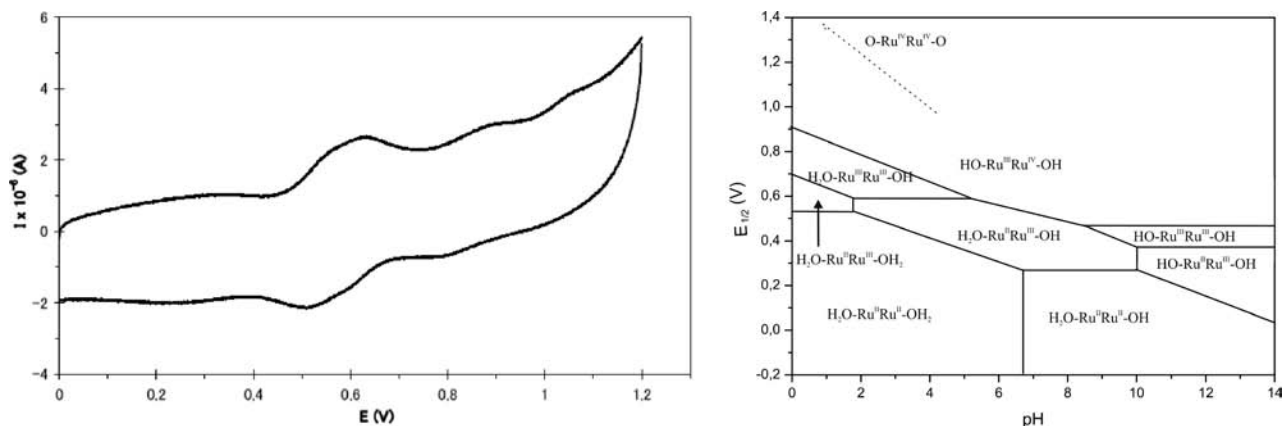 6
4
2
0
−2
−4
I x 10⁻⁶ (A)
0 0.2 0.4 0.6 0.8 1 1.2
E (V)
1,4
1,2
1,0
0,8
0,6
0,4
0,2
0,0
-0,2
E1/2 (V)
O-RuᴵⱽRuᴵⱽ-O
HO-RuᴵᴵᴵRuᴵⱽ-OH
H₂O-RuᴵᴵᴵRuᴵᴵᴵ-OH
H₂O-RuᴵᴵRuᴵᴵᴵ-OH
HO-RuᴵᴵᴵRuᴵᴵᴵ-OH
H₂O-RuᴵᴵRuᴵᴵᴵ-OH₂
HO-RuᴵᴵRuᴵᴵᴵ-OH
H₂O-RuᴵᴵRuᴵᴵ-OH₂
H₂O-RuᴵᴵRuᴵᴵ-OH
0 2 4 6 8 10 12 14
pH